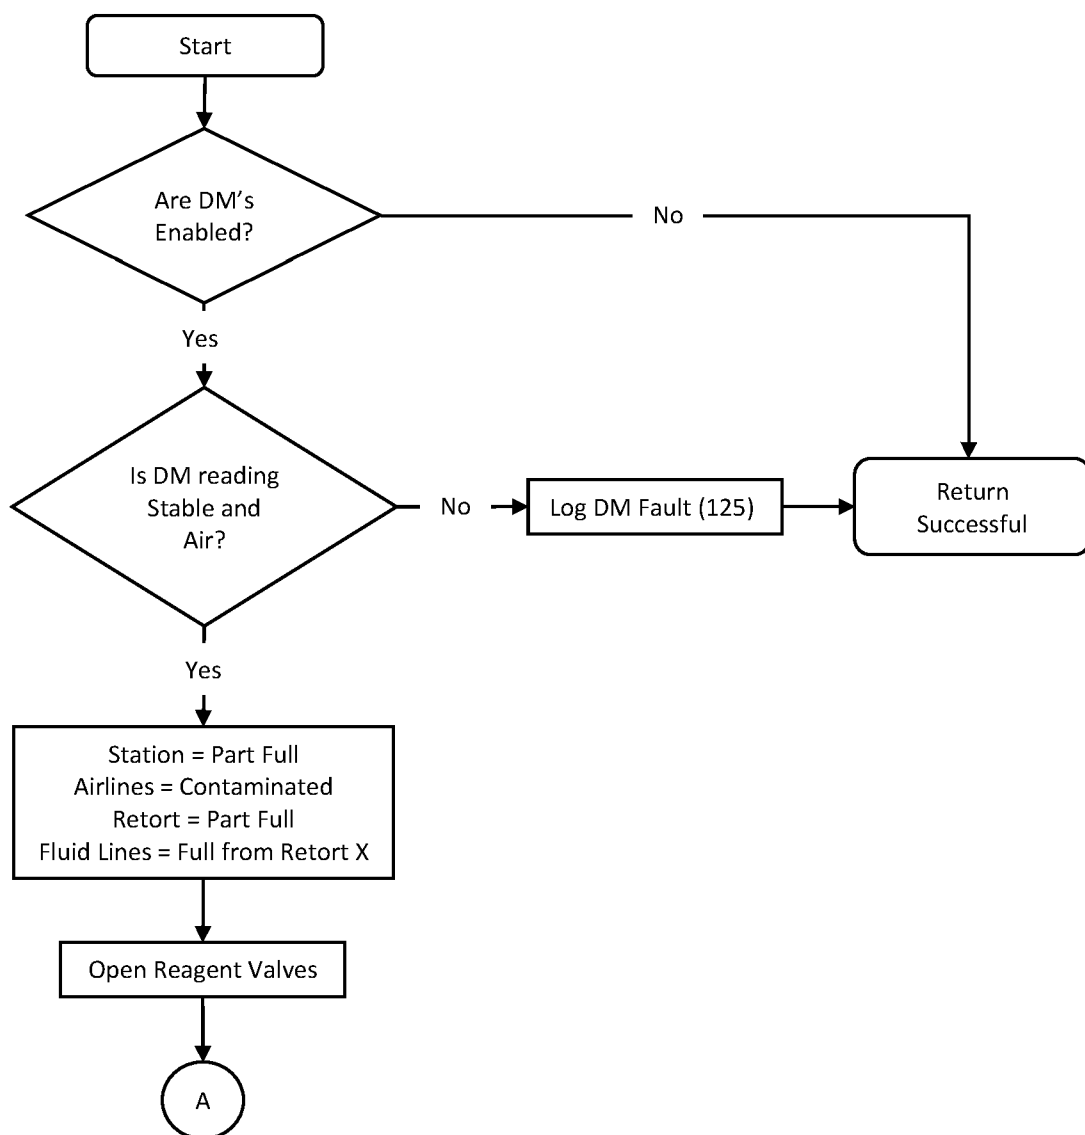 Start
Are DM’s
Enabled?
No
Yes
Is DM reading
Stable and
Air?
No
Log DM Fault (125)
Return
Successful
Yes
Station = Part Full
Airlines = Contaminated
Retort = Part Full
Fluid Lines = Full from Retort X
Open Reagent Valves
A